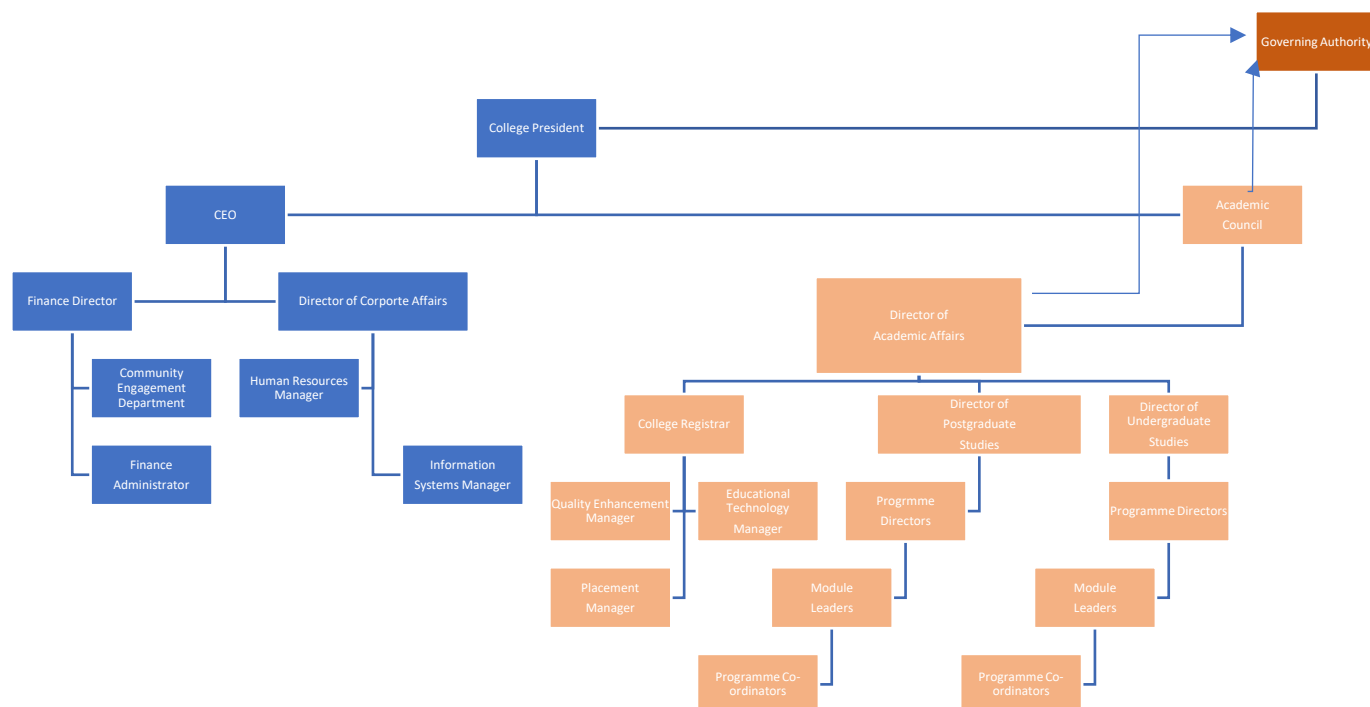 Governing Authority
College President
CEO
Academic
Council
Finance Director
Director of Corporte Affairs
Director of
Academic Affairs
Community
Engagement
Department
Human Resources
Manager
College Registrar
Director of
Postgraduate
Studies
Director of
Undergraduate
Studies
Finance
Administrator
Information
Systems Manager
Quality Enhancement
Manager
Educational
Technology
Manager
Progrmme
Directors
Programme Directors
Placement
Manager
Module
Leaders
Module
Leaders
Programme Co-
ordinators
Programme Co-
ordinators